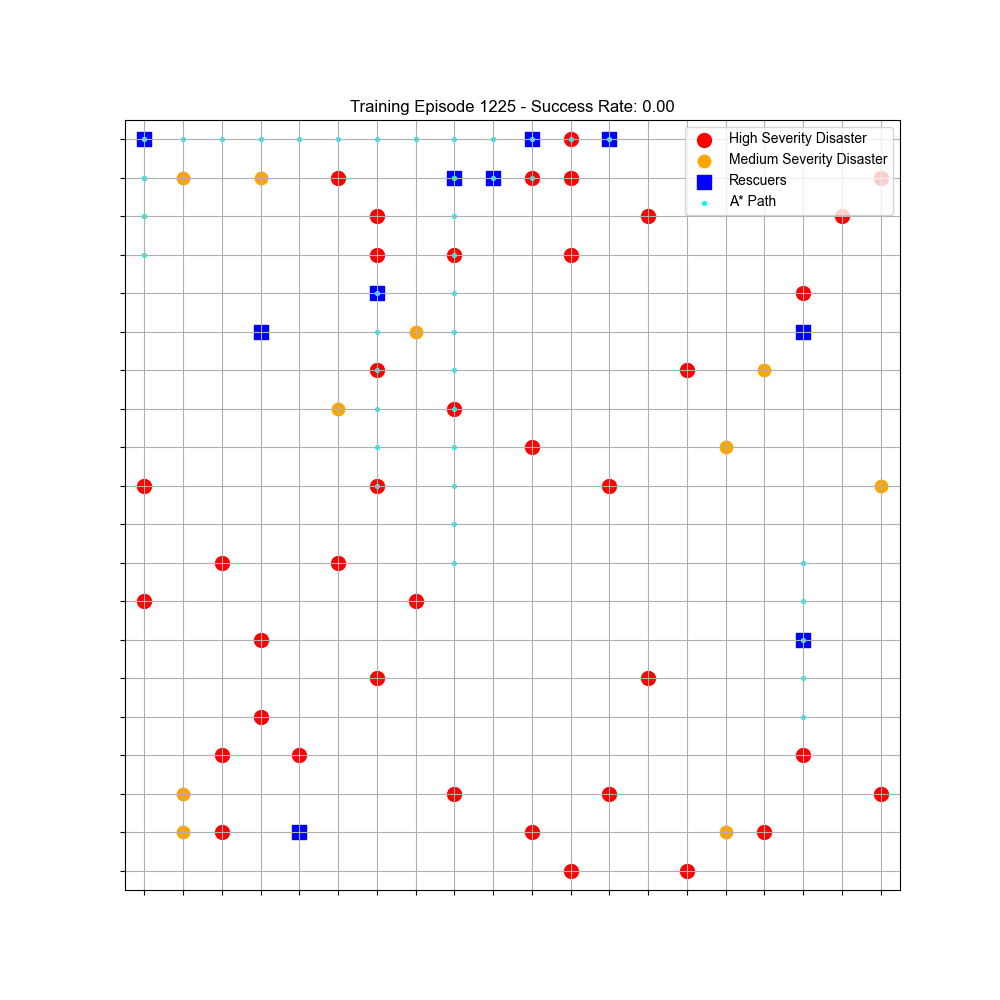 Training Episode 1225 - Success Rate: 0.00
High Severity Disaster
Medium Severity Disaster
Rescuers
A* Path